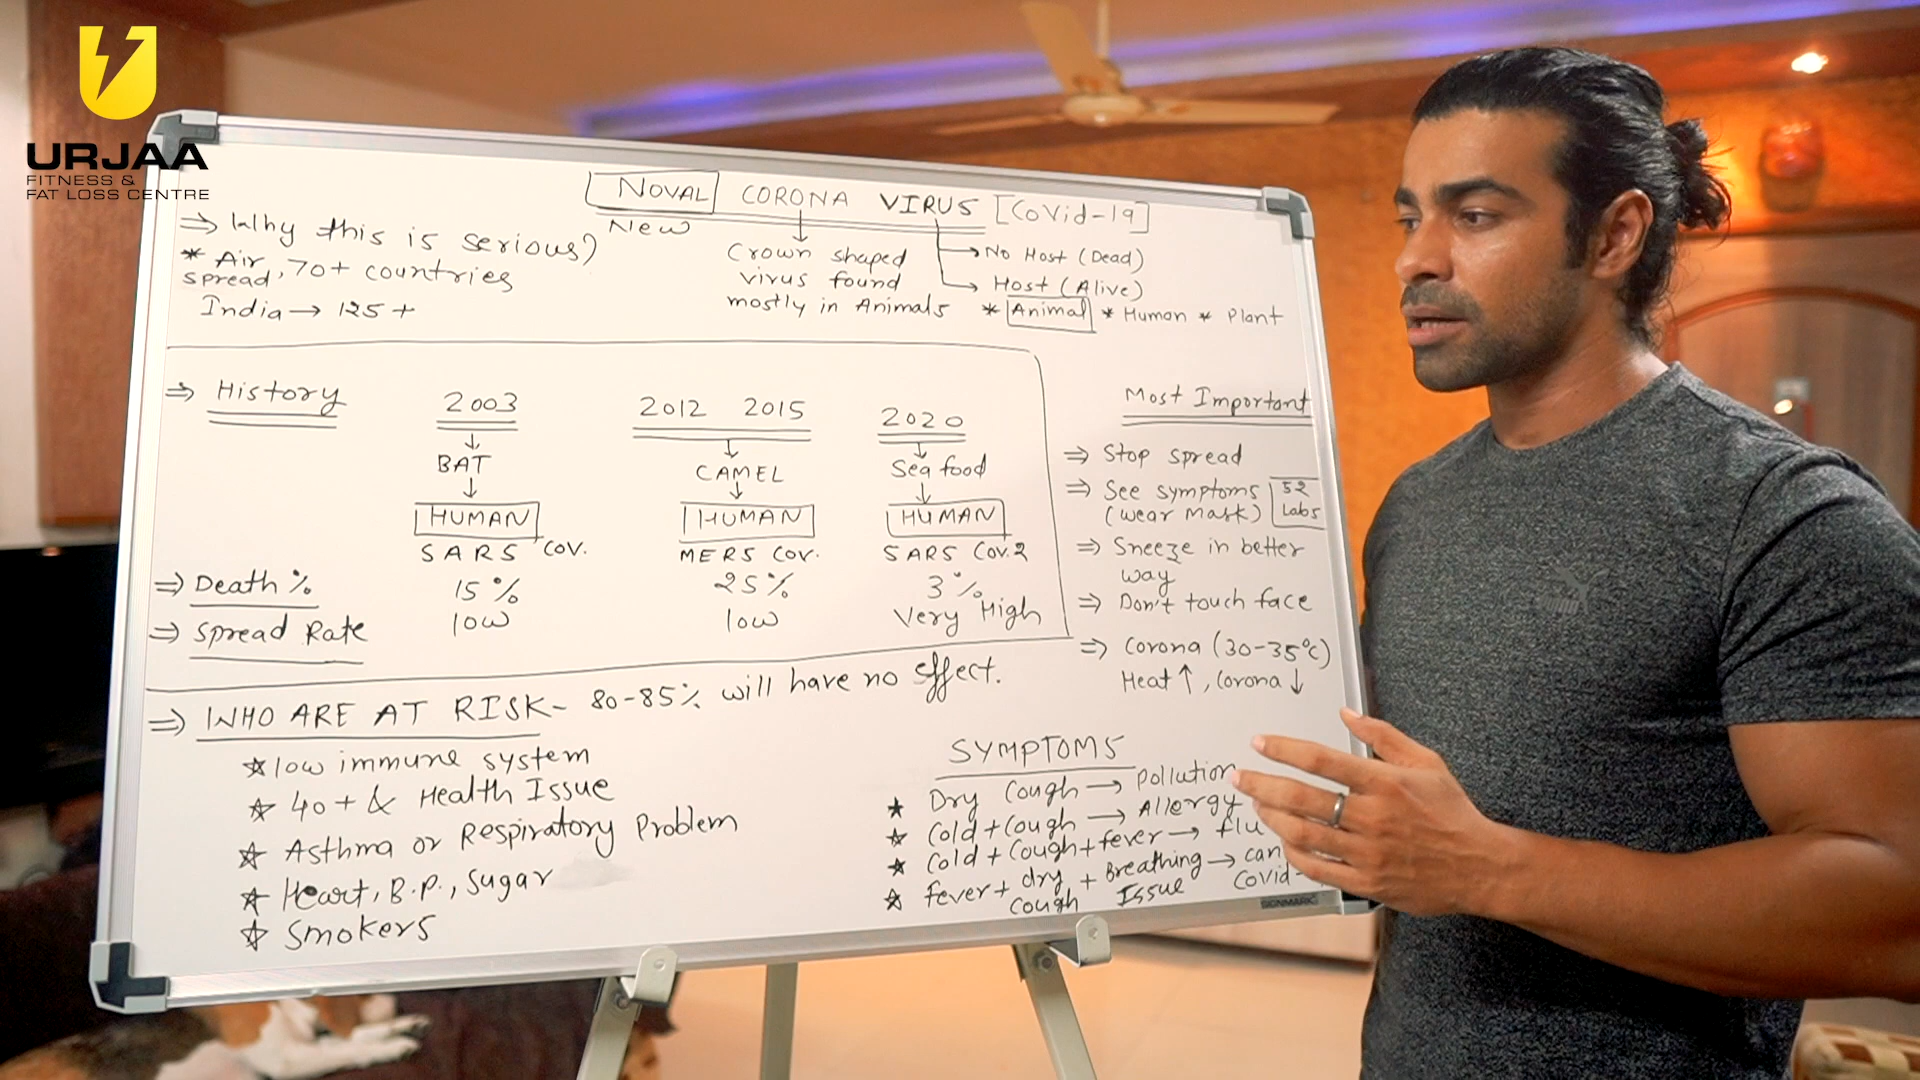 URJAA
FITNESS &
FAT LOSS CENTRE
NOVAL CORONA VIRUS [Covid-19]
New
Crown shaped
virus found
mostly in Animals
→ No Host (Dead)
→ Host (Alive)
* Animal * Human * Plant
⇒ Why this is serious?
* Air spread, 70+ countries
India → 125+
⇒ History
2003
↓
BAT
↓
HUMAN
SARS COV.
2012 2015
↓
CAMEL
↓
HUMAN
MERS COV.
2020
↓
Sea food
↓
HUMAN
SARS COV.2
⇒ Death % 15% 25% 3%
⇒ Spread Rate low low Very High
Most Important
⇒ Stop spread
⇒ See symptoms
(wear mask)
52
Labs
⇒ Sneeze in better
way
⇒ Don't touch face
⇒ Corona (30-35°C)
Heat ↑, Corona ↓
⇒ WHO ARE AT RISK - 80-85% will have no effect.
☆ low immune system
☆ 40+ & Health Issue
☆ Asthma or Respiratory Problem
☆ Heart, B.P., Sugar
☆ Smokers
SYMPTOMS
★ Dry Cough → Pollution
★ Cold + Cough → Allergy
★ Cold + Cough + fever → flu
☆ fever + dry cough + Breathing Issue → can
Covid-
SIGNMARK